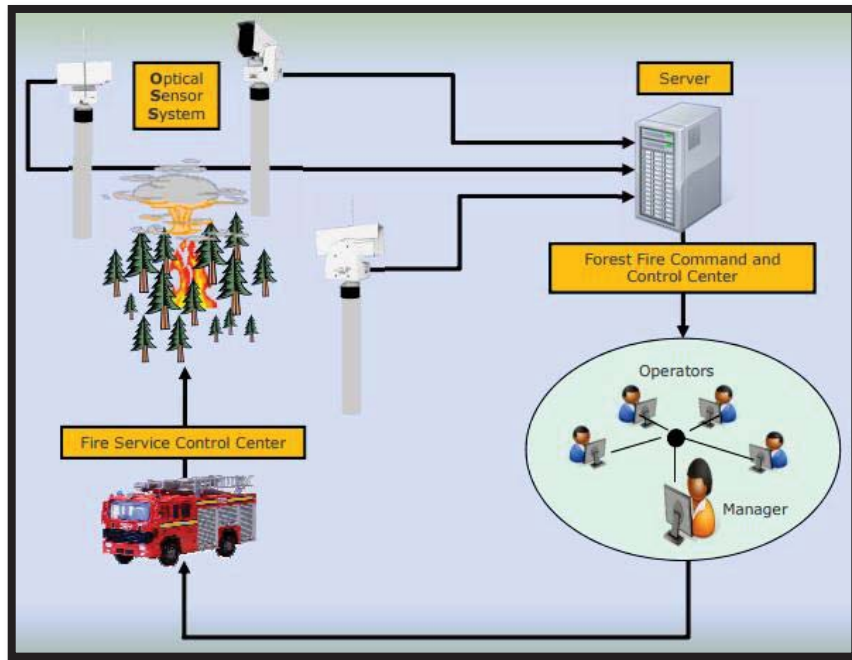 Optical
Sensor
System
Server
Forest Fire Command and
Control Center
Operators
Manager
Fire Service Control Center